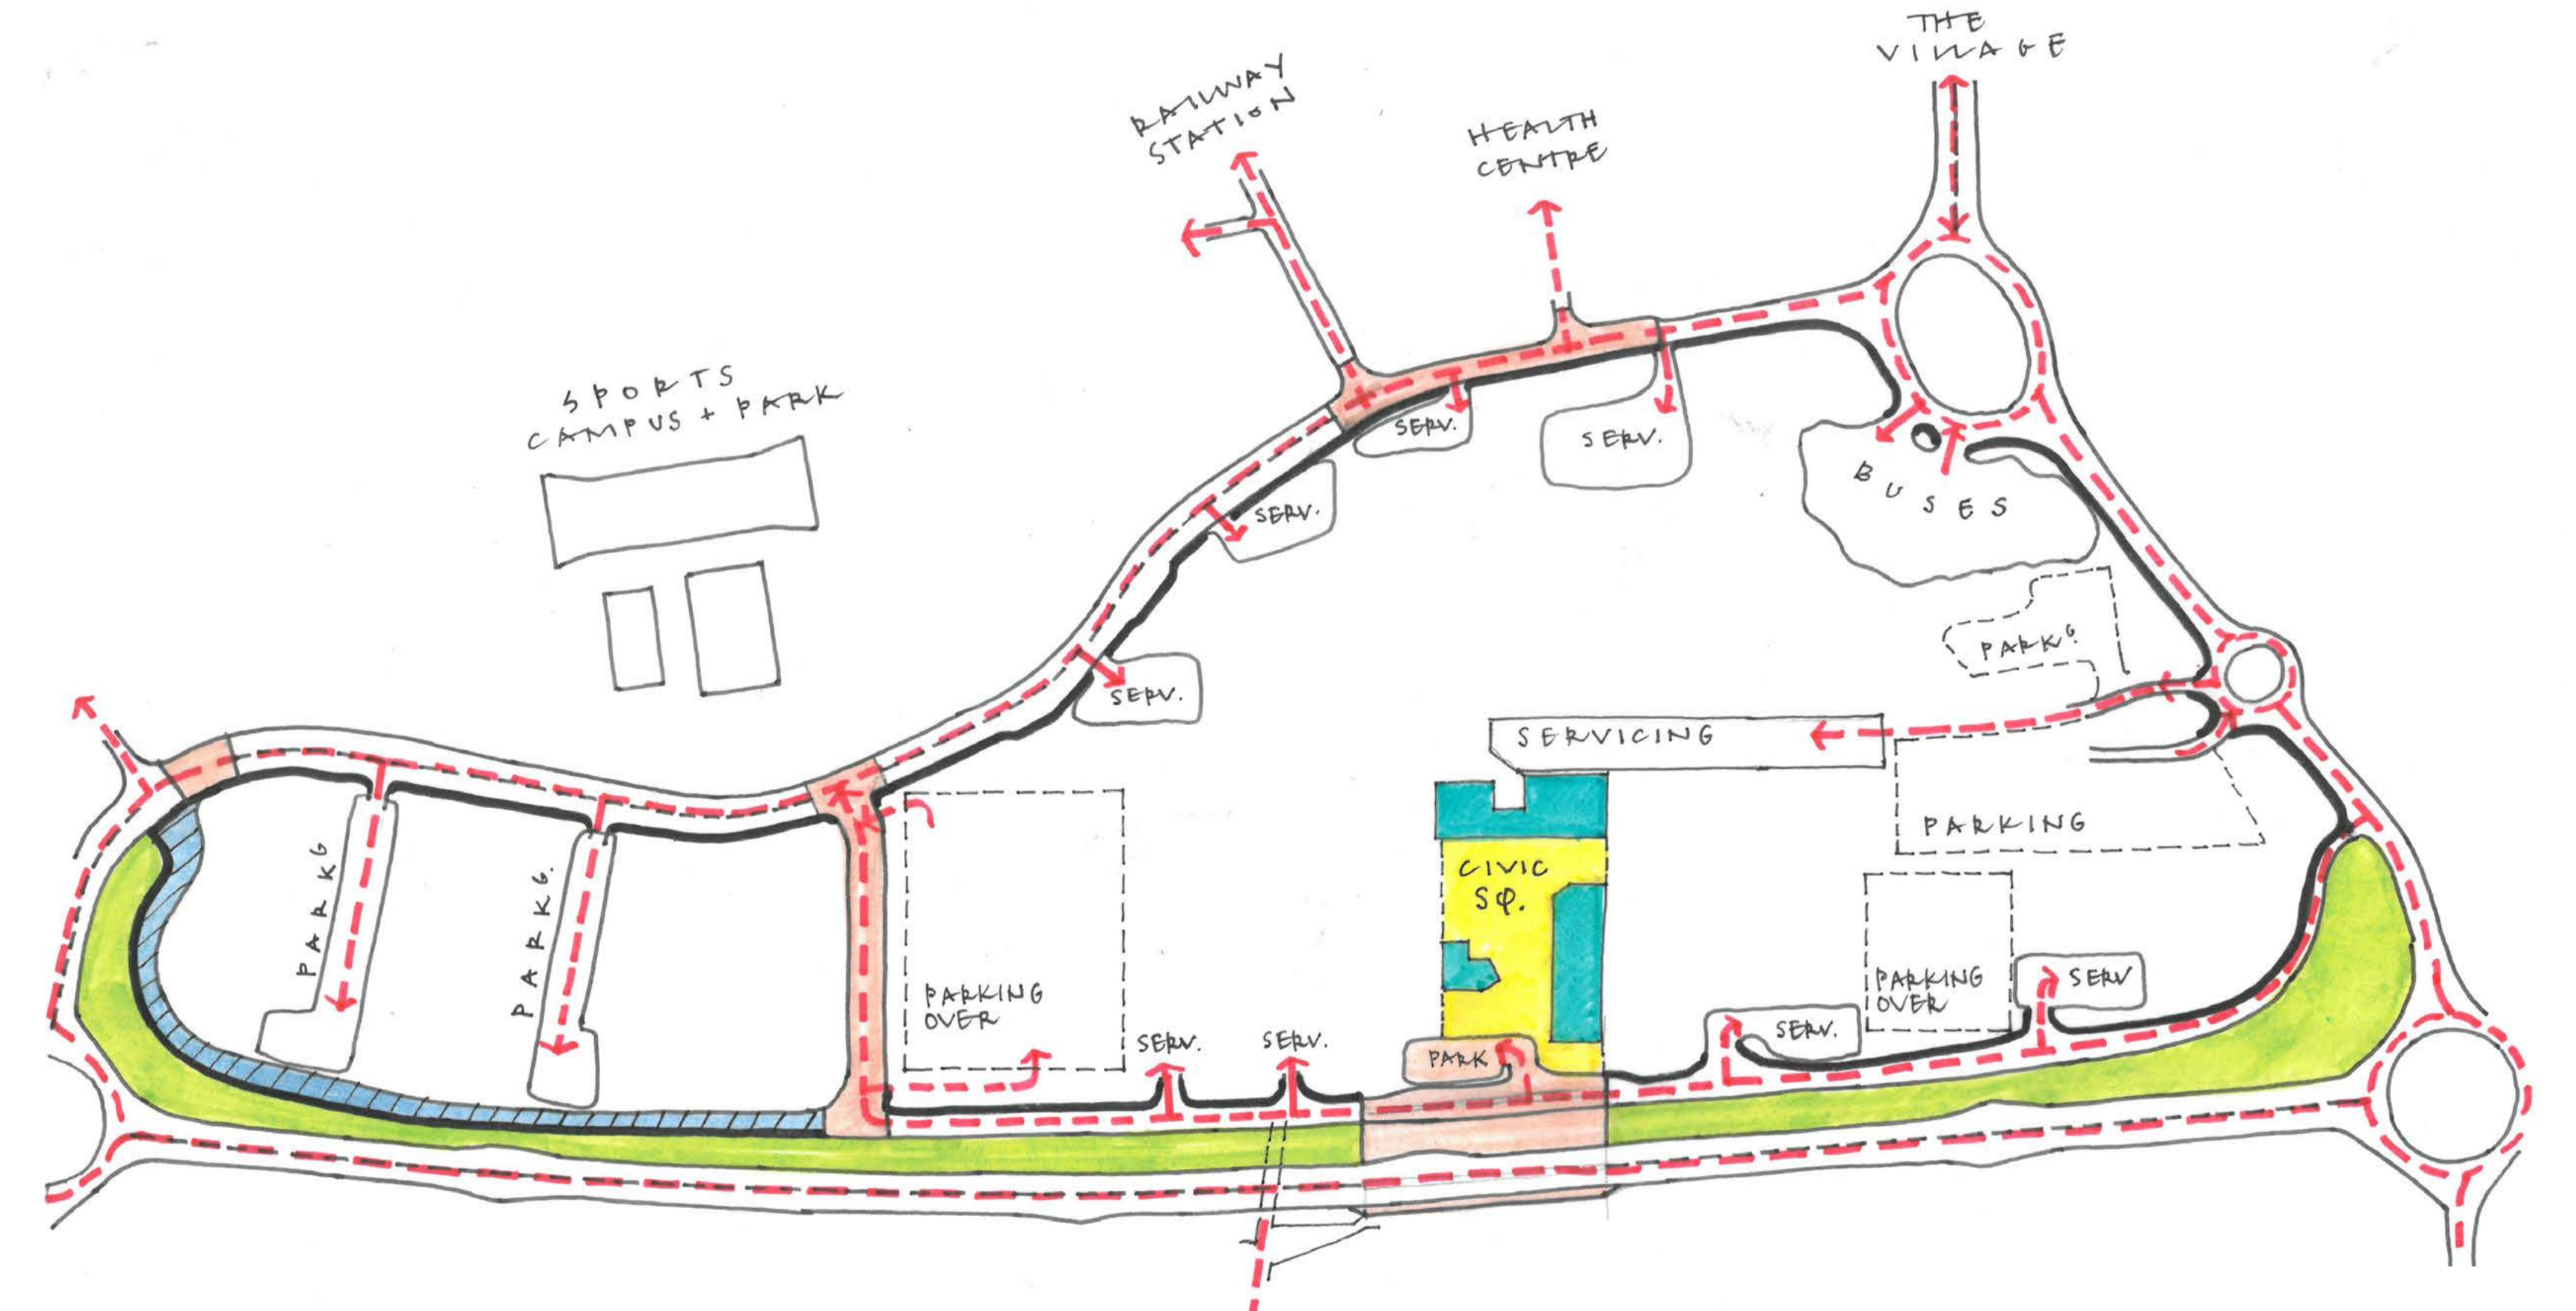 THE
VILLAGE
RAILWAY
STATION
HEALTH
CENTRE
SPORTS
CAMPUS + PARK
SERV.
SERV.
SERV.
BUSES
PARKG.
SERV.
SERVICING
PARKING
PARKG
PARKG.
CIVIC
SQ.
PARKING
OVER
PARKING
OVER
SERV
SERV.
SERV.
SERV.
PARK